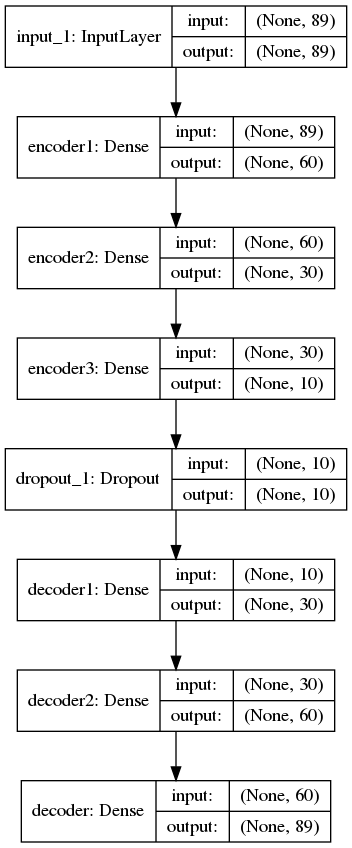 input_1: InputLayer
input: (None, 89)
output: (None, 89)
encoder1: Dense
input: (None, 89)
output: (None, 60)
encoder2: Dense
input: (None, 60)
output: (None, 30)
encoder3: Dense
input: (None, 30)
output: (None, 10)
dropout_1: Dropout
input: (None, 10)
output: (None, 10)
decoder1: Dense
input: (None, 10)
output: (None, 30)
decoder2: Dense
input: (None, 30)
output: (None, 60)
decoder: Dense
input: (None, 60)
output: (None, 89)